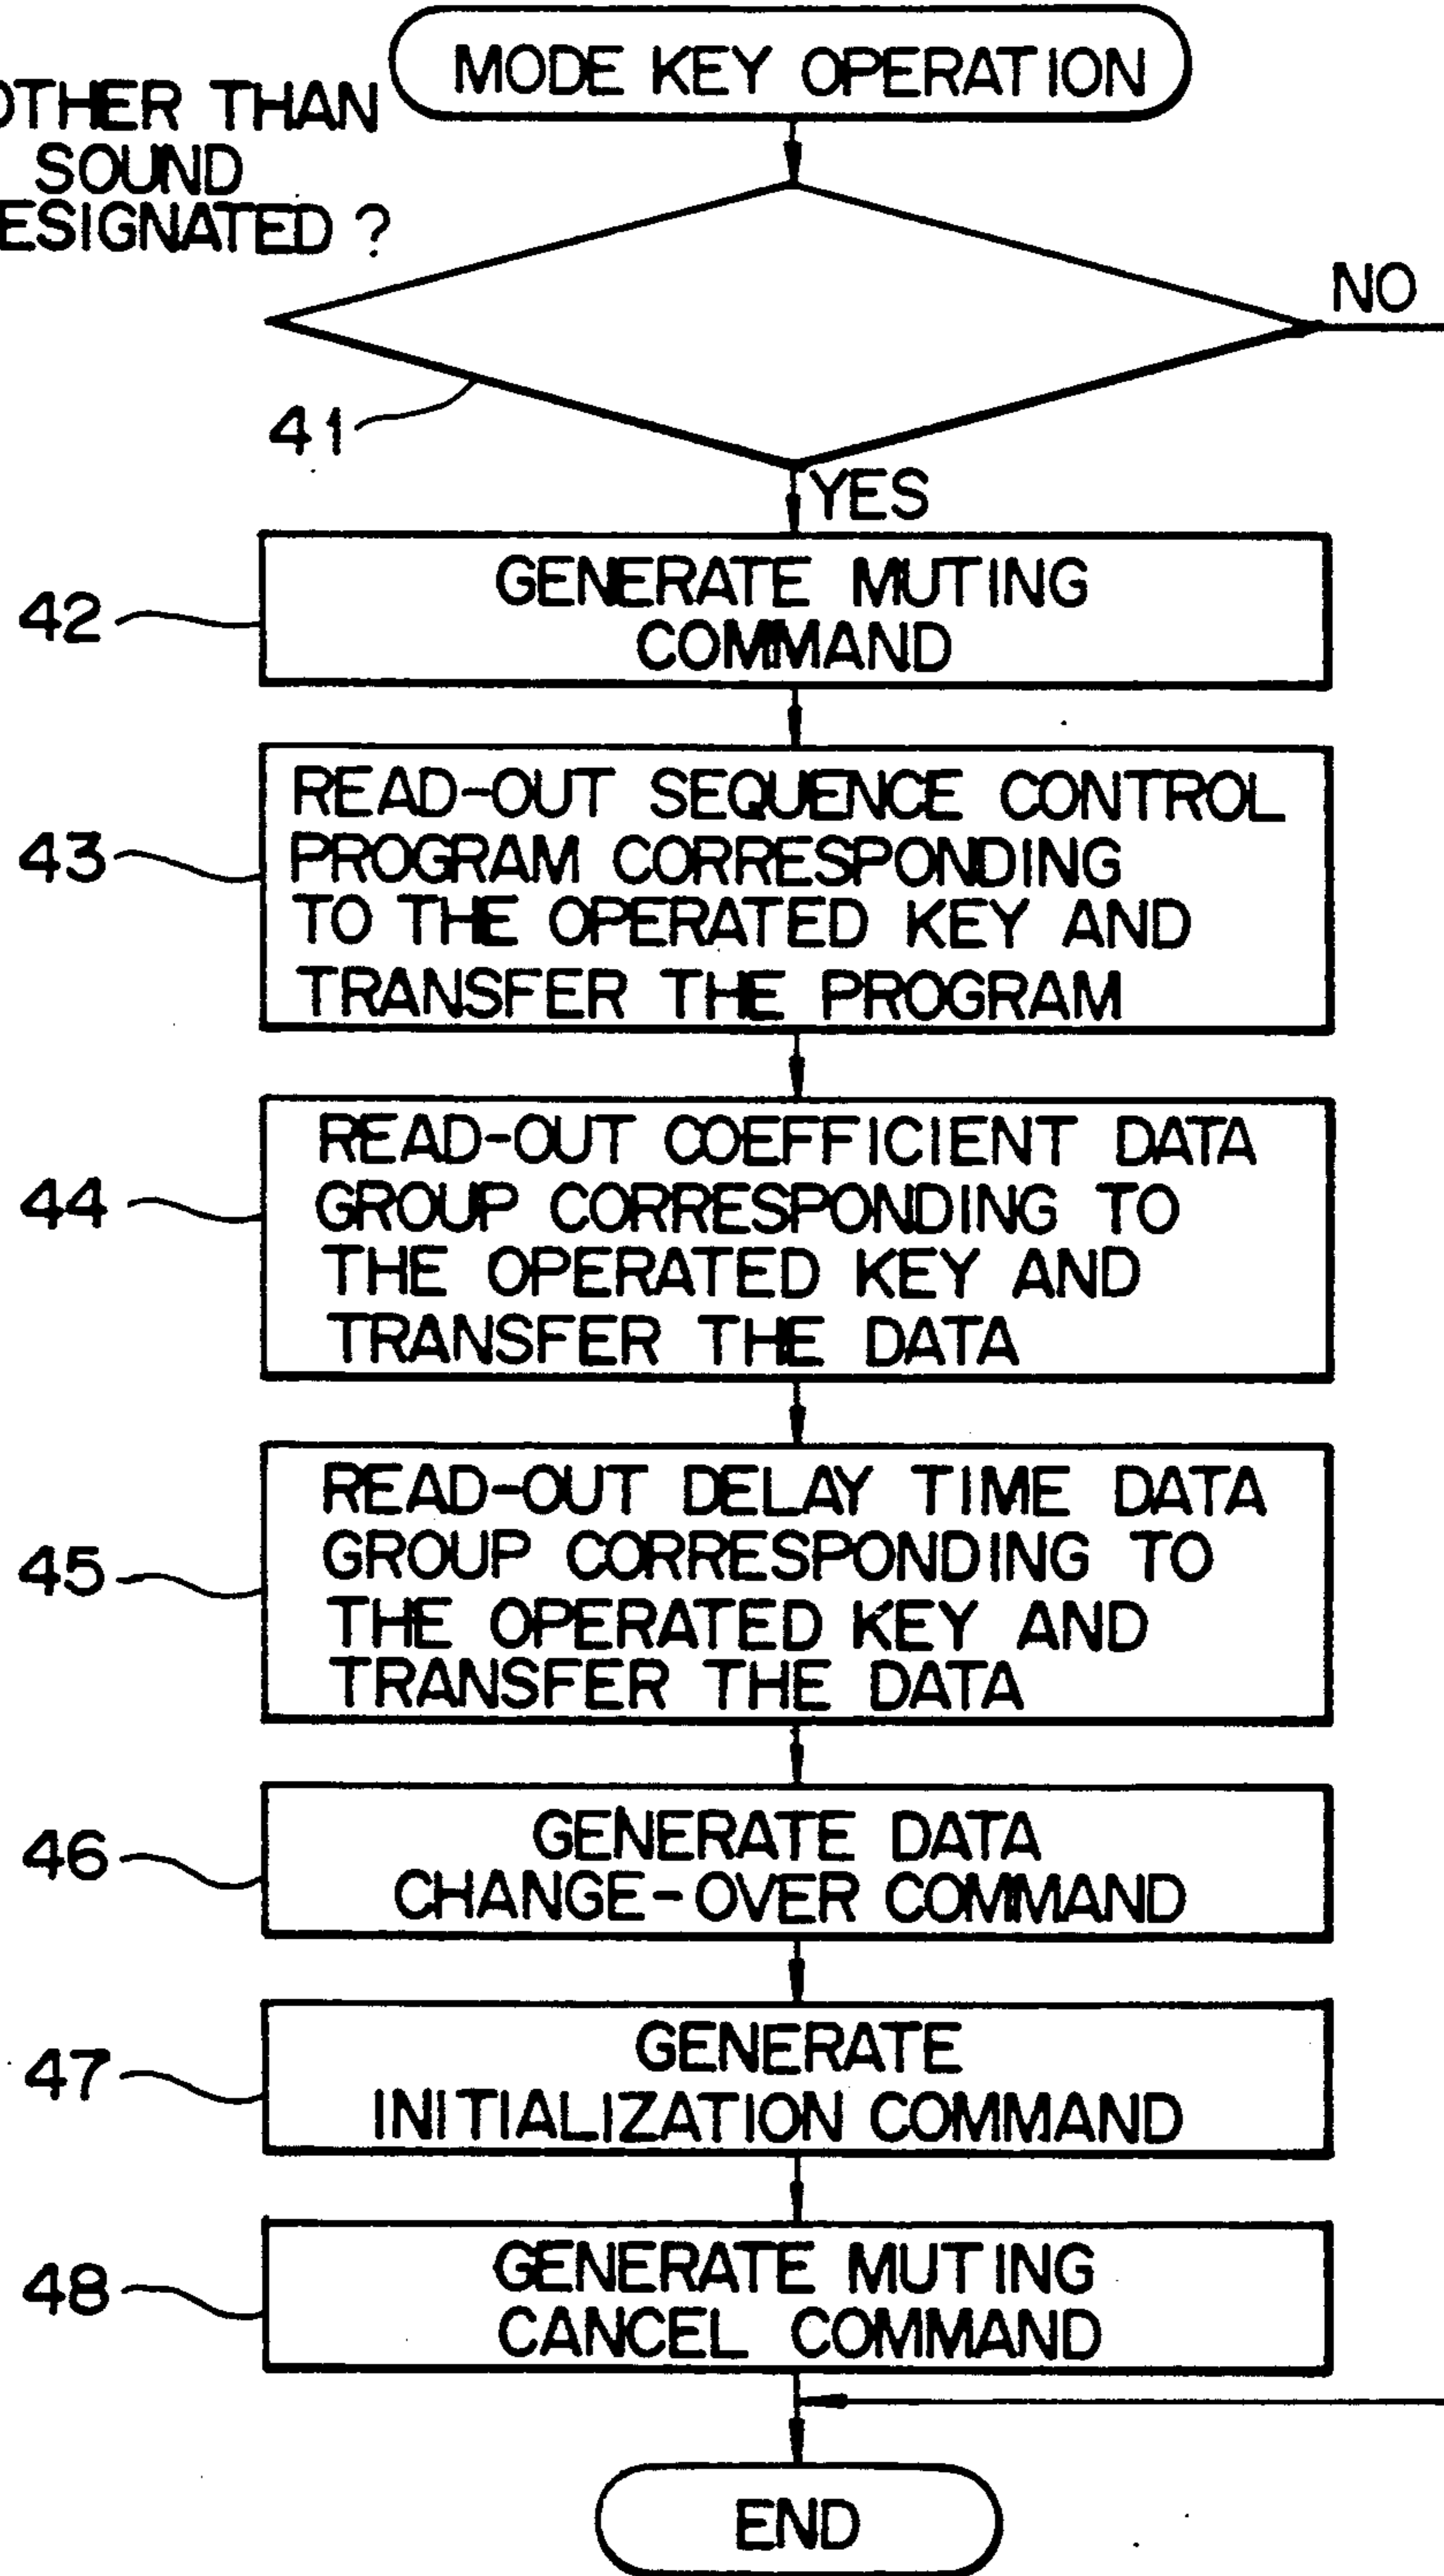 MODE KEY OPERATION
OTHER THAN
SOUND
ESIGNATED ?
NO
41
YES
42
GENERATE MUTING
COMMAND
43
READ-OUT SEQUENCE CONTROL
PROGRAM CORRESPONDING
TO THE OPERATED KEY AND
TRANSFER THE PROGRAM
44
READ-OUT COEFFICIENT DATA
GROUP CORRESPONDING TO
THE OPERATED KEY AND
TRANSFER THE DATA
45
READ-OUT DELAY TIME DATA
GROUP CORRESPONDING TO
THE OPERATED KEY AND
TRANSFER THE DATA
46
GENERATE DATA
CHANGE-OVER COMMAND
47
GENERATE
INITIALIZATION COMMAND
48
GENERATE MUTING
CANCEL COMMAND
END